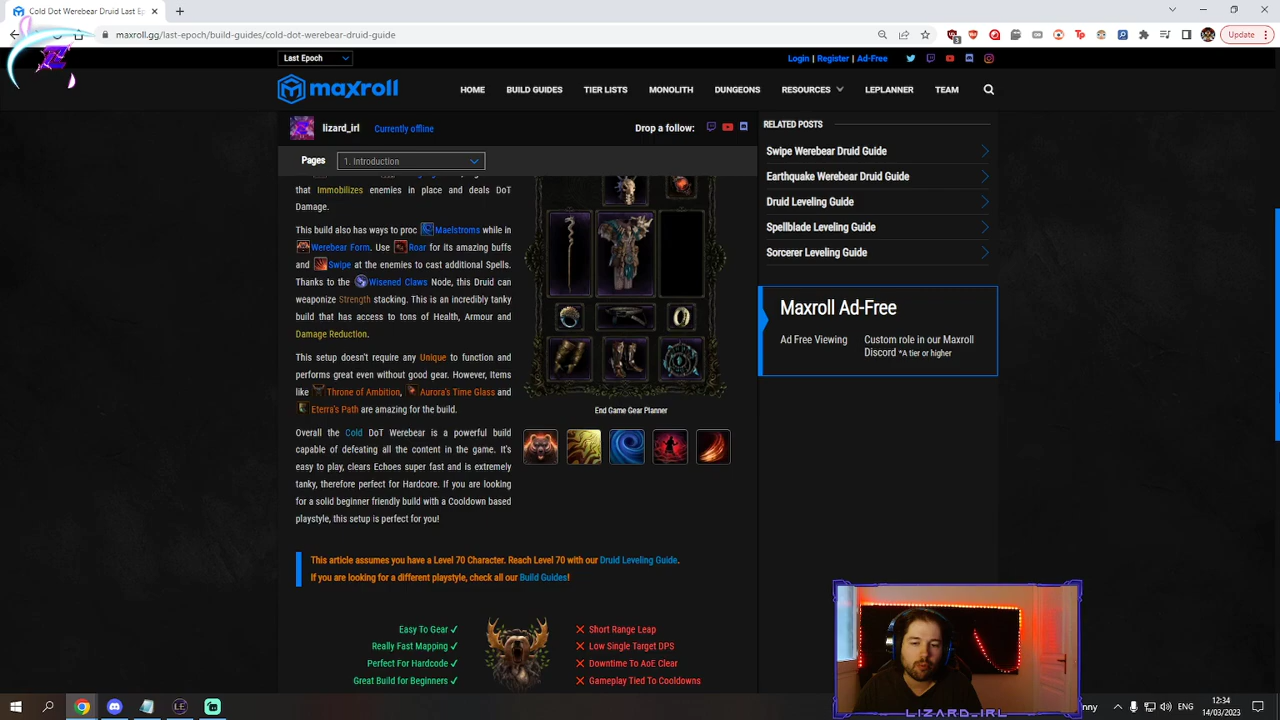 Cold Dot Werebear Druid Last Ep
maxroll.gg/last-epoch/build-guides/cold-dot-werebear-druid-guide
3
Update
Last Epoch
Login | Register | Ad-Free
maxroll
HOME BUILD GUIDES TIER LISTS MONOLITH DUNGEONS RESOURCES LEPLANNER TEAM
lizard_irl Currently offline
Drop a follow:
Pages 1. Introduction
that Immobilizes enemies in place and deals DoT
Damage.
This build also has ways to proc Maelstroms while in
Werebear Form. Use Roar for its amazing buffs
and Swipe at the enemies to cast additional Spells.
Thanks to the Wisened Claws Node, this Druid can
weaponize Strength stacking. This is an incredibly tanky
build that has access to tons of Health, Armour and
Damage Reduction.
This setup doesn't require any Unique to function and
performs great even without good gear. However, Items
like Throne of Ambition, Aurora's Time Glass and
Eterra's Path are amazing for the build.
Overall the Cold DoT Werebear is a powerful build
capable of defeating all the content in the game. It's
easy to play, clears Echoes super fast and is extremely
tanky, therefore perfect for Hardcore. If you are looking
for a solid beginner friendly build with a Cooldown based
playstyle, this setup is perfect for you!
End Game Gear Planner
This article assumes you have a Level 70 Character. Reach Level 70 with our Druid Leveling Guide.
If you are looking for a different playstyle, check all our Build Guides!
Easy To Gear
Really Fast Mapping
Perfect For Hardcode
Great Build for Beginners
Short Range Leap
Low Single Target DPS
Downtime To AoE Clear
Gameplay Tied To Cooldowns
RELATED POSTS
Swipe Werebear Druid Guide
Earthquake Werebear Druid Guide
Druid Leveling Guide
Spellblade Leveling Guide
Sorcerer Leveling Guide
Maxroll Ad-Free
Ad Free Viewing
Custom role in our Maxroll
Discord *A tier or higher
LIZARD_IRL
nny
ENG
12:34
14/03/2023